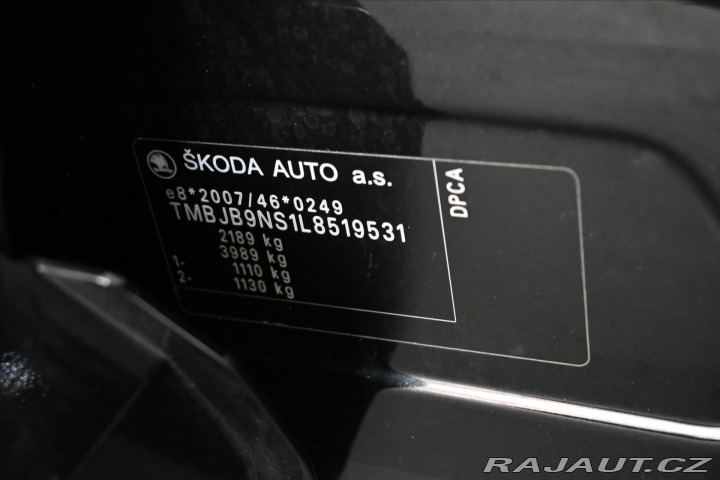 ŠKODA AUTO a.s.
e8*2007/46*0249
TMBJB9NS1L8519531
2189 kg
3989 kg
1- 1110 kg
2- 1130 kg
DPCA
RAJAUT.CZ